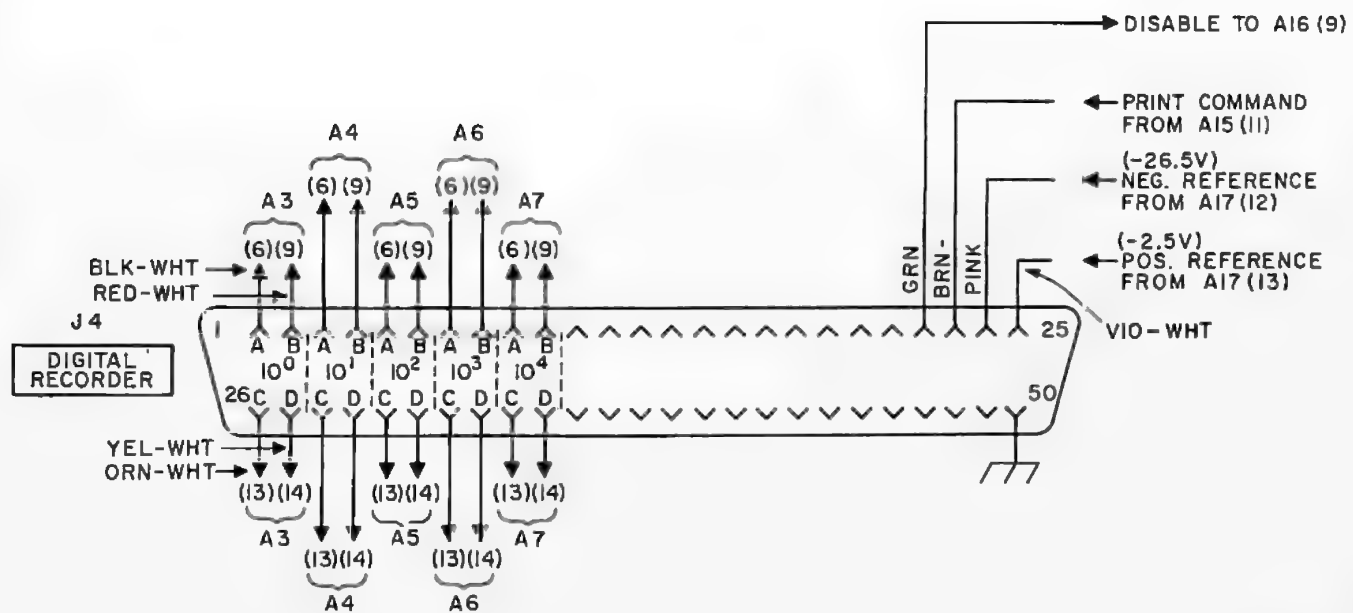 DISABLE TO A16 (9)
PRINT COMMAND
FROM A15 (11)
(-26.5V)
NEG. REFERENCE
FROM A17 (12)
(-2.5V)
POS. REFERENCE
FROM A17 (13)
A4 A6
(6) (9) (6) (9)
A3 A5 A7
(6) (9) (6) (9) (6) (9)
GRN BRN- PINK
BLK-WHT
RED-WHT
VIO-WHT
J4
DIGITAL
RECORDER
1 A B A B A B A B A B 25
10⁰ 10¹ 10² 10³ 10⁴
26 C D C D C D C D C D 50
YEL-WHT
ORN-WHT
(13) (14) (13) (14) (13) (14)
A3 A5 A7
(13) (14) (13) (14)
A4 A6